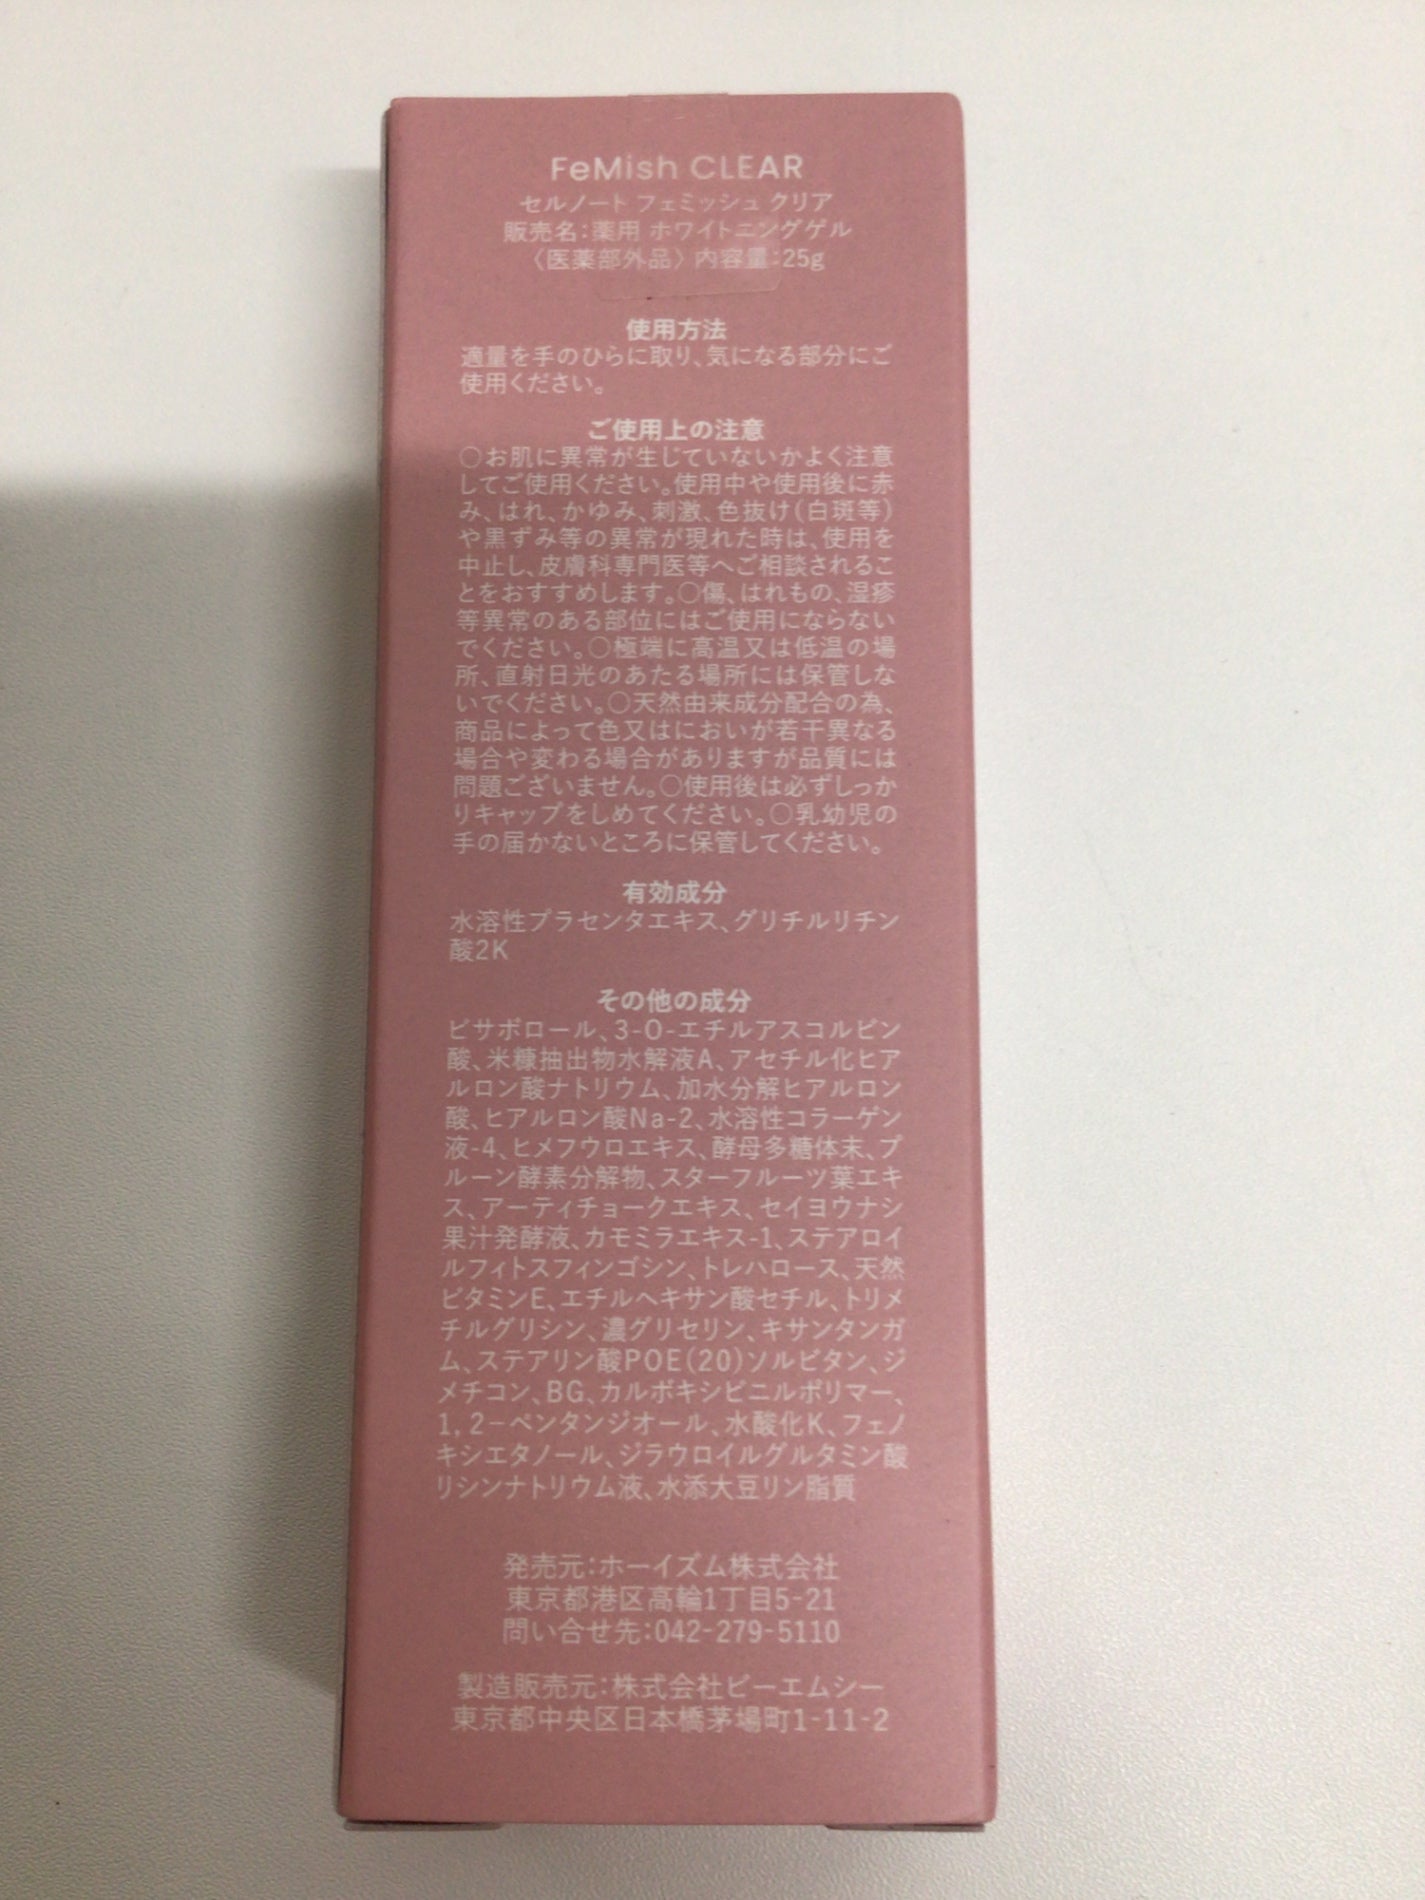 FeMish CLEAR
セルノート フェミッシュ クリア
販売名:薬用 ホワイトニングゲル
〈医薬部外品〉内容量:25g
使用方法
適量を手のひらに取り、気になる部分にご
使用ください。
ご使用上の注意
○お肌に異常が生じていないかよく注意
してご使用ください。使用中や使用後に赤
み、はれ、かゆみ、刺激、色抜け(白斑等)
や黒ずみ等の異常が現れた時は、使用を
中止し、皮膚科専門医等へご相談されるこ
とをおすすめします。○傷、はれもの、湿疹
等異常のある部位にはご使用にならない
でください。○極端に高温又は低温の場
所、直射日光のあたる場所には保管しな
いでください。○天然由来成分配合の為、
商品によって色又はにおいが若干異なる
場合や変わる場合がありますが品質には
問題ございません。○使用後は必ずしっか
りキャップをしめてください。○乳幼児の
手の届かないところに保管してください。
有効成分
水溶性プラセンタエキス、グリチルリチン
酸2K
その他の成分
ビサボロール、3-O-エチルアスコルビン
酸、米糠抽出物水解液A、アセチル化ヒア
ルロン酸ナトリウム、加水分解ヒアルロン
酸、ヒアルロン酸Na-2、水溶性コラーゲン
液-4、ヒメフウロエキス、酵母多糖体末、プ
ルーン酵素分解物、スターフルーツ葉エキ
ス、アーティチョークエキス、セイヨウナシ
果汁発酵液、カモミラエキス-1、ステアロイ
ルフィトスフィンゴシン、トレハロース、天然
ビタミンE、エチルヘキサン酸セチル、トリメ
チルグリシン、濃グリセリン、キサンタンガ
ム、ステアリン酸POE(20)ソルビタン、ジ
メチコン、BG、カルボキシビニルポリマー、
1,2－ペンタンジオール、水酸化K、フェノ
キシエタノール、ジラウロイルグルタミン酸
リシンナトリウム液、水添大豆リン脂質
発売元:ホーイズム株式会社
東京都港区高輪1丁目5-21
問い合せ先:042-279-5110
製造販売元:株式会社ビーエムシー
東京都中央区日本橋茅場町1-11-2